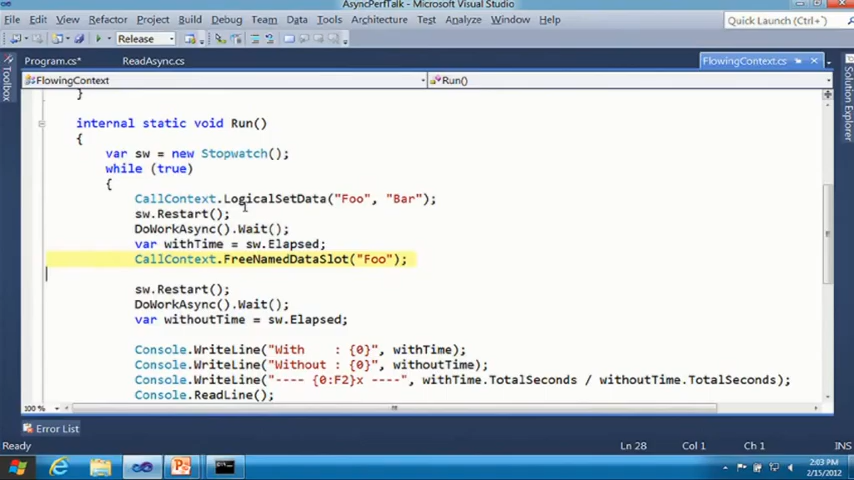 AsyncPerfTalk - Microsoft Visual Studio
File Edit View Refactor Project Build Debug Team Data Tools Architecture Test Analyze Window Help
Quick Launch (Ctrl+Q)
Release
Program.cs* ReadAsync.cs FlowingContext.cs
Toolbox
Solution Explorer
FlowingContext Run()
}
internal static void Run()
{
var sw = new Stopwatch();
while (true)
{
CallContext.LogicalSetData("Foo", "Bar");
sw.Restart();
DoWorkAsync().Wait();
var withTime = sw.Elapsed;
CallContext.FreeNamedDataSlot("Foo");
sw.Restart();
DoWorkAsync().Wait();
var withoutTime = sw.Elapsed;
Console.WriteLine("With    : {0}", withTime);
Console.WriteLine("Without : {0}", withoutTime);
Console.WriteLine("---- {0:F2}x ----", withTime.TotalSeconds / withoutTime.TotalSeconds);
Console.ReadLine();
100 %
Error List
Ready Ln 28 Col 1 Ch 1 INS
2:03 PM
2/15/2012